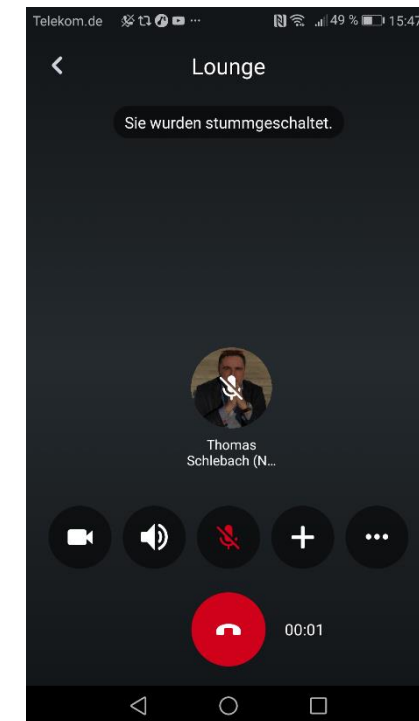 Telekom.de ... 49 % 15:47
Lounge
Sie wurden stummgeschaltet.
Thomas
Schlebach (N...
00:01